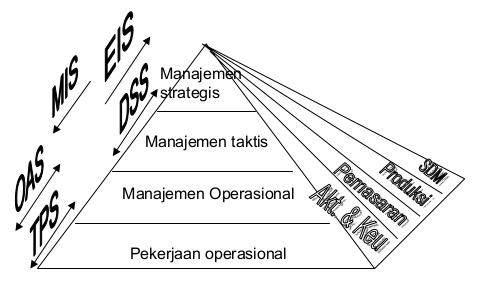 EIS
MIS
DSS
OAS
TPS
Manajemen
strategis
Manajemen taktis
Manajemen Operasional
Pekerjaan operasional
SDM
Produksi
Pemasaran
Akt. & Keu